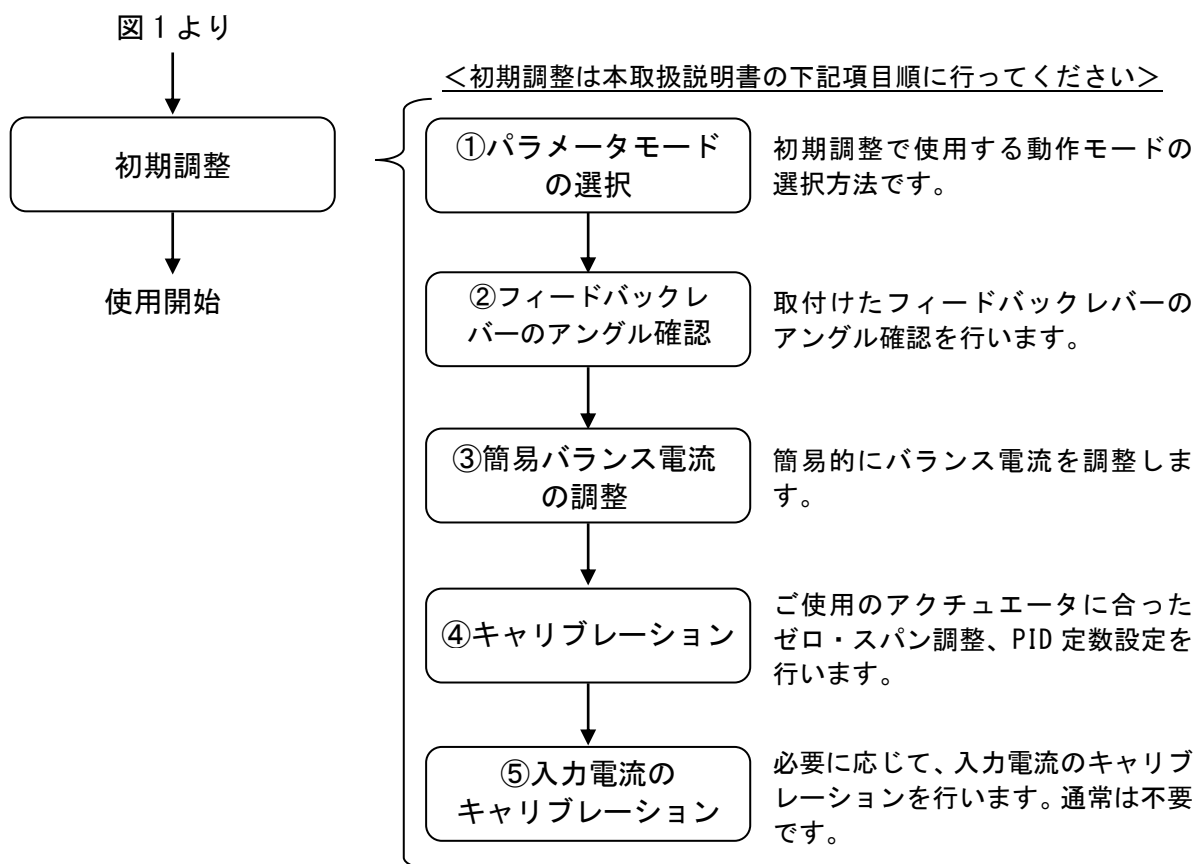 図1より
初期調整
使用開始
＜初期調整は本取扱説明書の下記項目順に行ってください＞
①パラメータモード
の選択
初期調整で使用する動作モードの
選択方法です。
②フィードバックレ
バーのアングル確認
取付けたフィードバックレバーの
アングル確認を行います。
③簡易バランス電流
の調整
簡易的にバランス電流を調整しま
す。
④キャリブレーション
ご使用のアクチュエータに合った
ゼロ・スパン調整、PID 定数設定を
行います。
⑤入力電流の
キャリブレーション
必要に応じて、入力電流のキャリブ
レーションを行います。通常は不要
です。